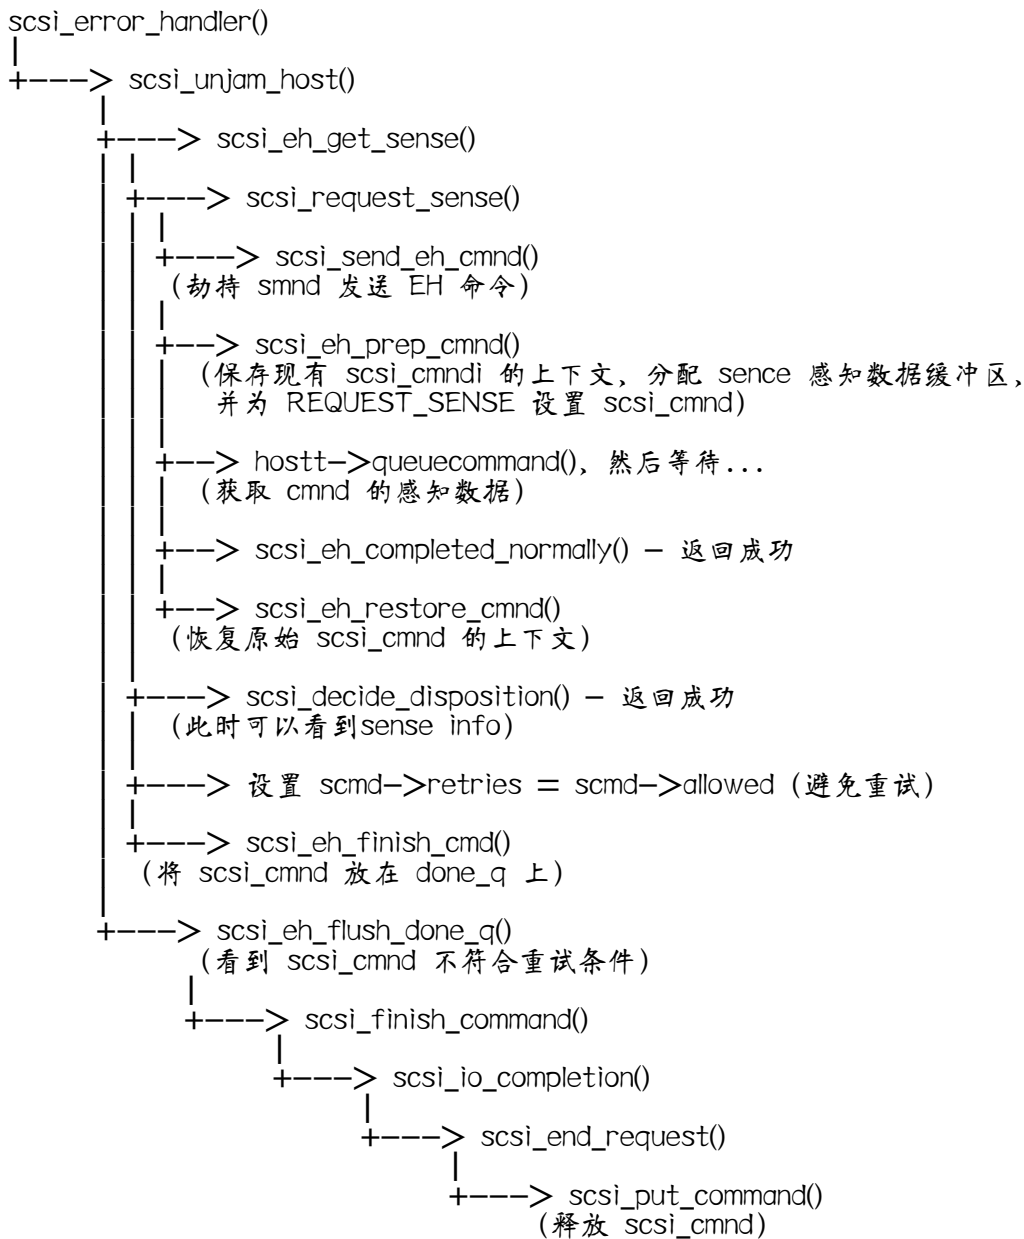 scsi_error_handler()
|
+---> scsi_unjam_host()
|
+---> scsi_eh_get_sense()
| |
| +---> scsi_request_sense()
| | |
| | +---> scsi_send_eh_cmnd()
| | (劫持 smnd 发送 EH 命令)
| | |
| | +--> scsi_eh_prep_cmnd()
| | | (保存现有 scsi_cmndi 的上下文, 分配 sence 感知数据缓冲区,
| | | 并为 REQUEST_SENSE 设置 scsi_cmnd)
| | |
| | +--> hostt->queuecommand(), 然后等待...
| | | (获取 cmnd 的感知数据)
| | |
| | +--> scsi_eh_completed_normally() - 返回成功
| | |
| | +--> scsi_eh_restore_cmnd()
| | (恢复原始 scsi_cmnd 的上下文)
| |
| +---> scsi_decide_disposition() - 返回成功
| | (此时可以看到sense info)
| |
| +---> 设置 scmd->retries = scmd->allowed (避免重试)
| |
| +---> scsi_eh_finish_cmd()
| (将 scsi_cmnd 放在 done_q 上)
|
+---> scsi_eh_flush_done_q()
(看到 scsi_cmnd 不符合重试条件)
|
+---> scsi_finish_command()
|
+---> scsi_io_completion()
|
+---> scsi_end_request()
|
+---> scsi_put_command()
(释放 scsi_cmnd)